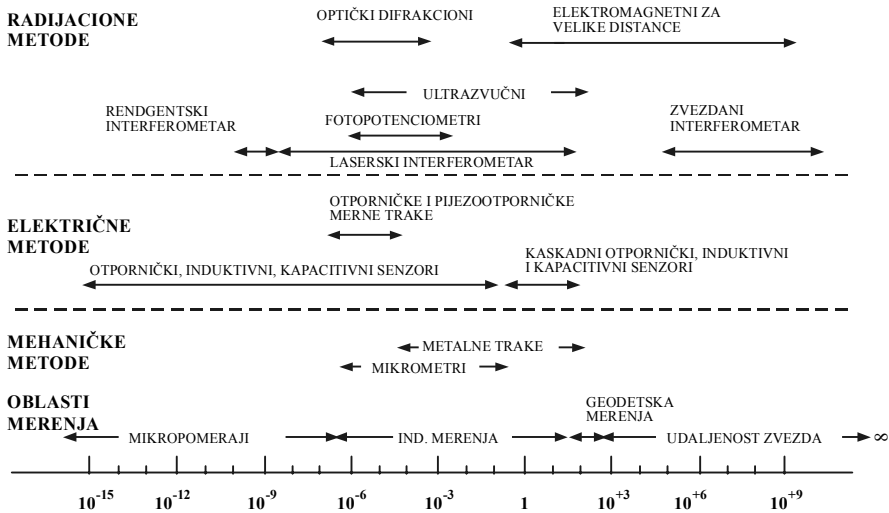 RADIJACIONE
METODE
OPTIČKI DIFRAKCIONI
ELEKTROMAGNETNI ZA
VELIKE DISTANCE
ULTRAZVUČNI
RENDGENTSKI
INTERFEROMETAR
FOTOPOTENCIOMETRI
ZVEZDANI
INTERFEROMETAR
LASERSKI INTERFEROMETAR
ELEKTRIČNE
METODE
OTPORNIČKE I PIJEZOOTPORNIČKE
MERNE TRAKE
KASKADNI OTPORNIČKI, INDUKTIVNI
I KAPACITIVNI SENZORI
OTPORNIČKI, INDUKTIVNI, KAPACITIVNI SENZORI
MEHANIČKE
METODE
METALNE TRAKE
MIKROMETRI
OBLASTI
MERENJA
GEODETSKA
MERENJA
MIKROPOMERAJI IND. MERENJA UDALJENOST ZVEZDA ∞
10⁻¹⁵ 10⁻¹² 10⁻⁹ 10⁻⁶ 10⁻³ 1 10⁺³ 10⁺⁶ 10⁺⁹